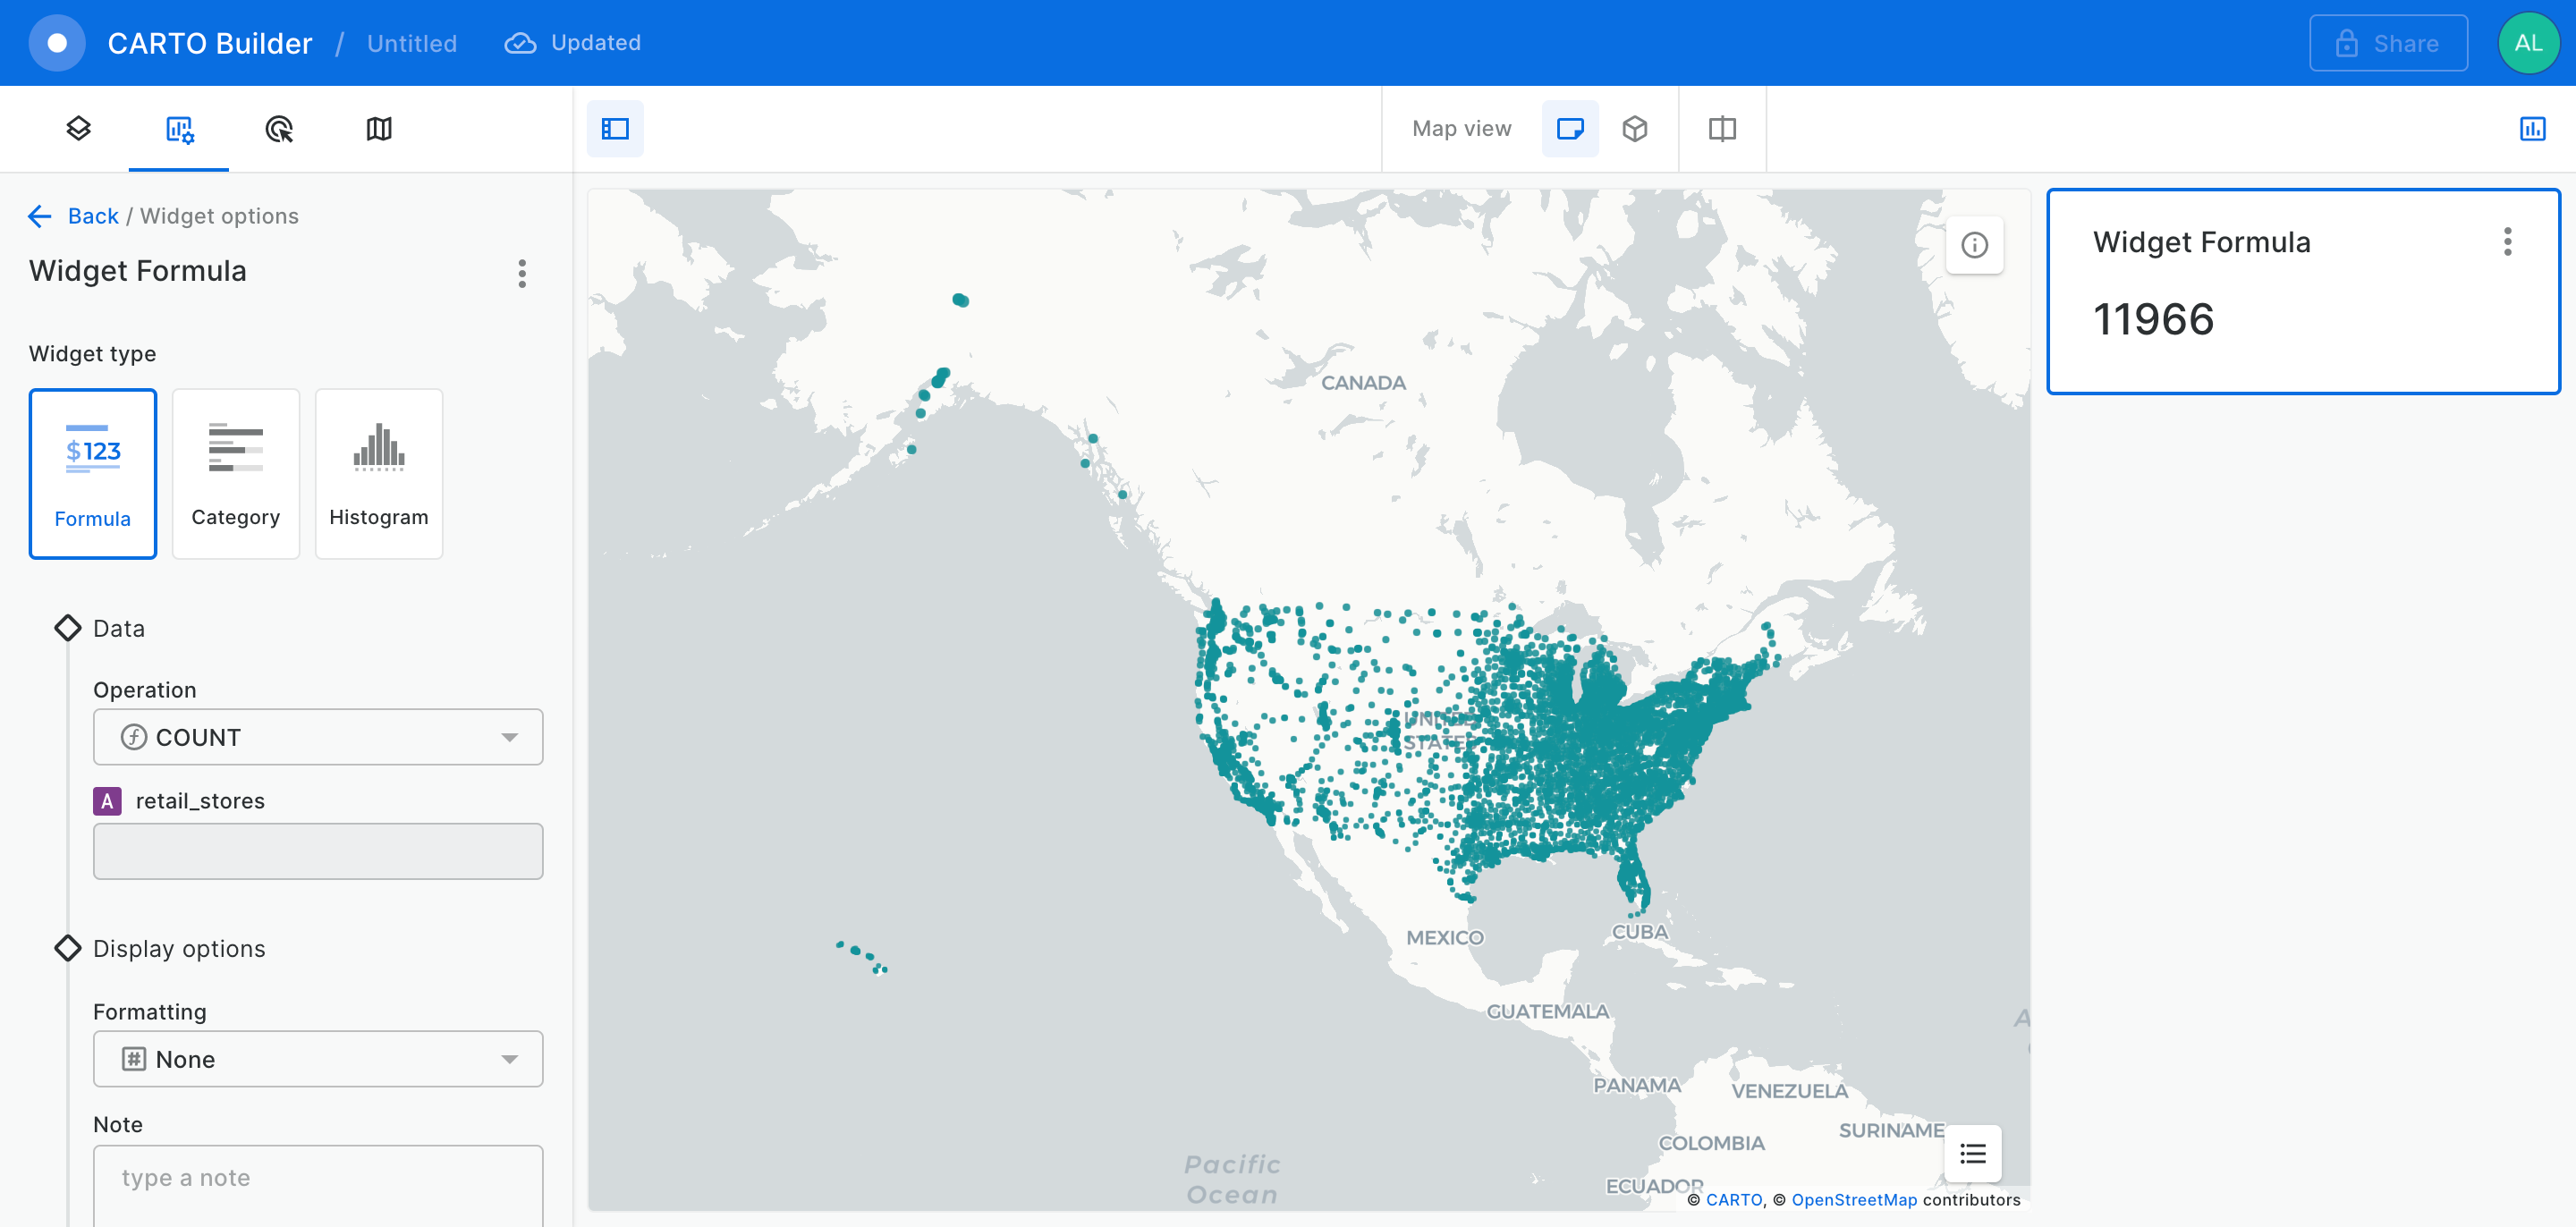 CARTO Builder / Untitled Updated
Share AL
Map view
Back / Widget options
Widget Formula
Widget type
$123
Formula
Category
Histogram
Data
Operation
COUNT
A retail_stores
Display options
Formatting
None
Note
type a note
CANADA
UNITED
STATES
MEXICO
CUBA
GUATEMALA
PANAMA
VENEZUELA
COLOMBIA
SURINAME
ECUADOR
Pacific
Ocean
A
© CARTO, © OpenStreetMap contributors
Widget Formula
11966